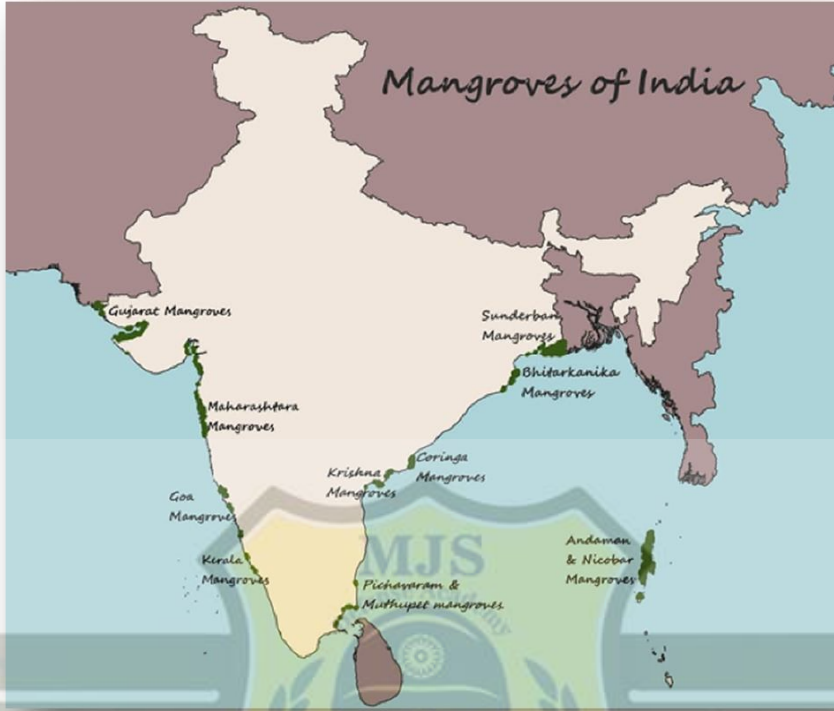 Mangroves of India
Gujarat Mangroves
Sunderban
Mangroves
Bhitarkanika
Mangroves
Maharashtara
Mangroves
Coringa
Mangroves
Krishna
Mangroves
Goa
Mangroves
MJS
Andaman
& Nicobar
Mangroves
Kerala
Mangroves
Pichavaram &
Muthupet mangroves